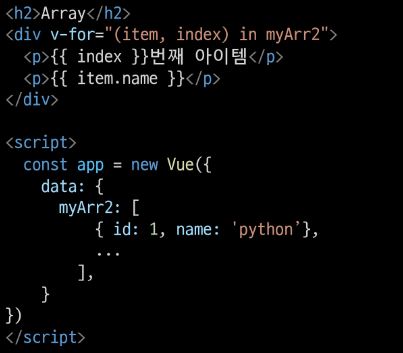 <h2>Array</h2>
<div v-for="(item, index) in myArr2">
  <p>{{ index }}번째 아이템</p>
  <p>{{ item.name }}</p>
</div>

<script>
  const app = new Vue({
    data: {
      myArr2: [
          { id: 1, name: 'python’},
          ...
        ],
    }
})
</script>